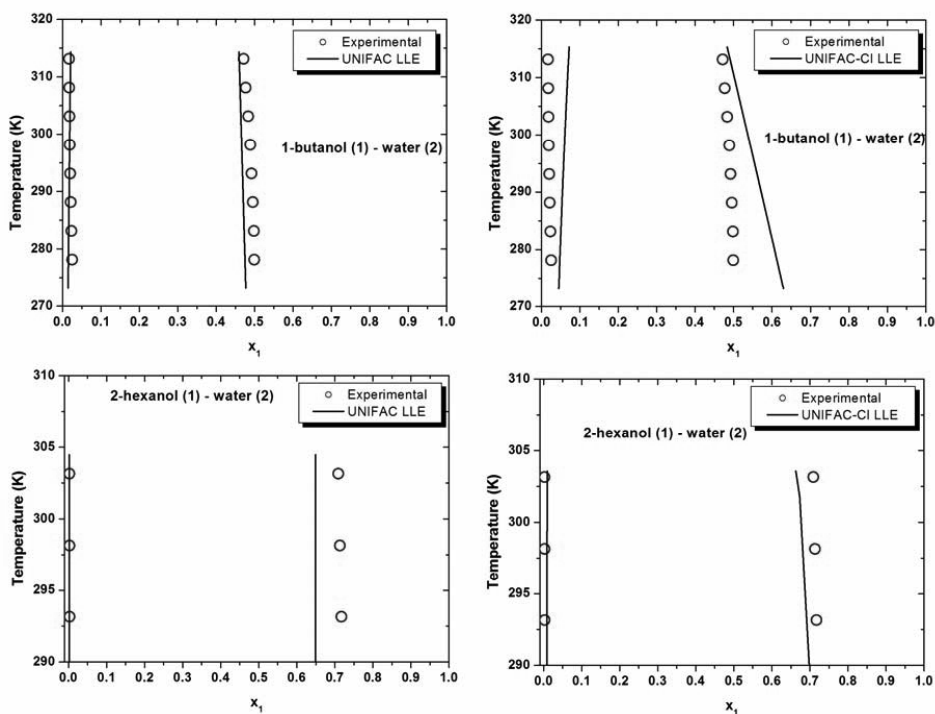 320
310
300
290
280
270
Temeprature (K)
Experimental
UNIFAC LLE
1-butanol (1) - water (2)
0.0 0.1 0.2 0.3 0.4 0.5 0.6 0.7 0.8 0.9 1.0
x1
320
310
300
290
280
270
Temperature (K)
Experimental
UNIFAC-CI LLE
1-butanol (1) - water (2)
0.0 0.1 0.2 0.3 0.4 0.5 0.6 0.7 0.8 0.9 1.0
x1
310
305
300
295
290
Temperature (K)
2-hexanol (1) - water (2)
Experimental
UNIFAC LLE
0.0 0.1 0.2 0.3 0.4 0.5 0.6 0.7 0.8 0.9 1.0
x1
310
305
300
295
290
Temperature (K)
Experimental
UNIFAC-CI LLE
2-hexanol (1) - water (2)
0.0 0.1 0.2 0.3 0.4 0.5 0.6 0.7 0.8 0.9 1.0
x1